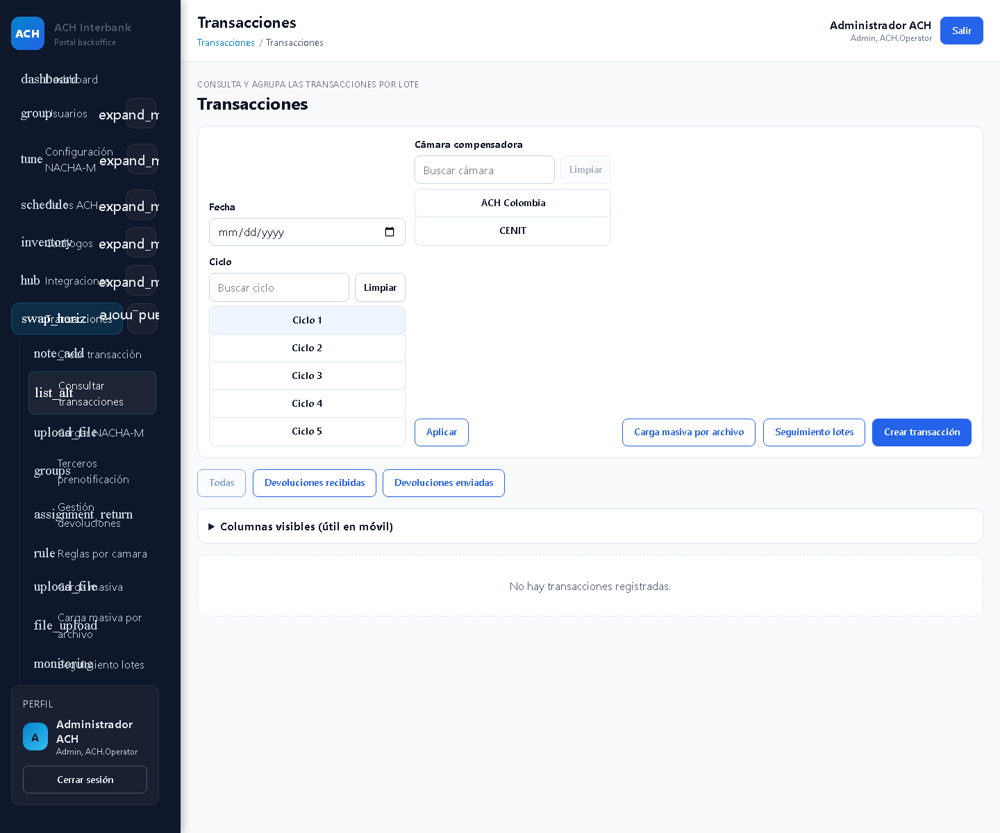 ACH
ACH Interbank
Portal backoffice
dashboard
Dashboard
group
Usuarios
expand_m
tune
Configuración
NACHA-M
expand_m
schedule
Ciclos ACH
expand_m
inventory
Catálogos
expand_m
hub
Integraciones
expand_m
swap_horiz
Transacciones
and_more
note_add
Crear transacción
list_alt
Consultar
transacciones
upload_file
Cargar NACHA-M
groups
Terceros
prenotificación
assignment_return
Gestión
devoluciones
rule
Reglas por camara
upload_file
Carga masiva
file_upload
Carga masiva por
archivo
monitoring
Seguimiento lotes
PERFIL
A
Administrador
ACH
Admin, ACH.Operator
Cerrar sesión
Transacciones
Transacciones / Transacciones
Administrador ACH
Admin, ACH.Operator
Salir
CONSULTA Y AGRUPA LAS TRANSACCIONES POR LOTE
Transacciones
Fecha
mm/dd/yyyy
Cámara compensadora
Buscar cámara
Limpiar
ACH Colombia
CENIT
Ciclo
Buscar ciclo
Limpiar
Ciclo 1
Ciclo 2
Ciclo 3
Ciclo 4
Ciclo 5
Aplicar
Carga masiva por archivo
Seguimiento lotes
Crear transacción
Todas
Devoluciones recibidas
Devoluciones enviadas
Columnas visibles (útil en móvil)
No hay transacciones registradas.